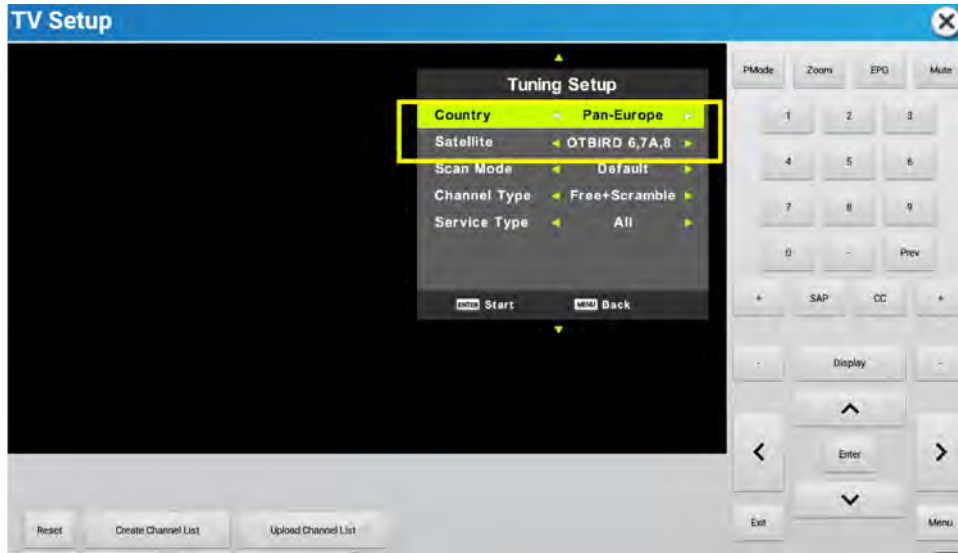 TV Setup
Tuning Setup
Country Pan-Europe
Satellite OTBIRD 6,7A,8
Scan Mode Default
Channel Type Free+Scramble
Service Type All
ENTER Start MENU Back
PMode Zoom EPG Mute
1 2 3
4 5 6
7 8 9
0 - Prev
+ SAP CC +
- Display -
Enter
Exit Menu
Reset Create Channel List Upload Channel List